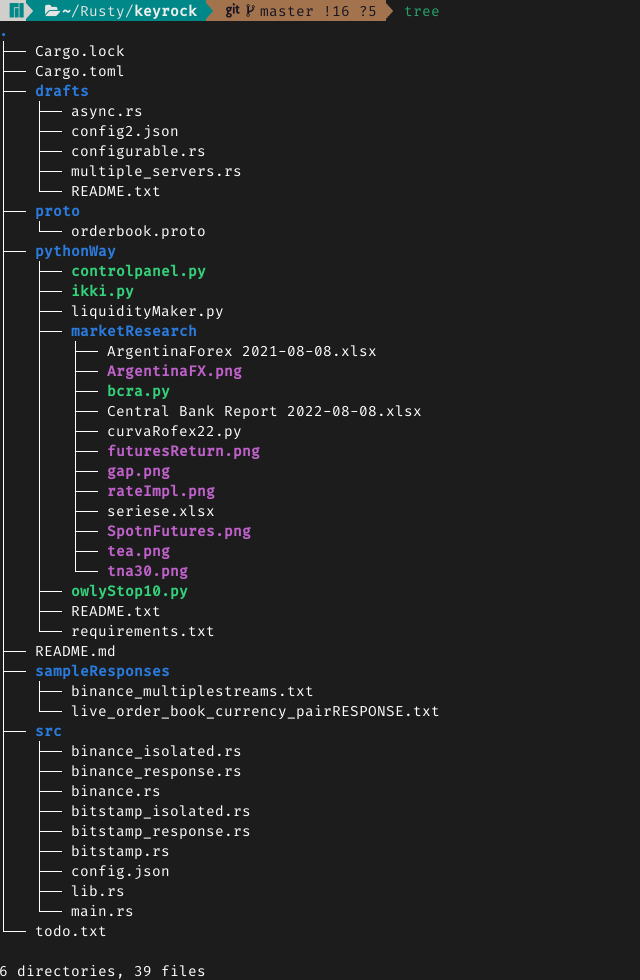 ~/Rusty/keyrock git master !16 ?5 tree
.
Cargo.lock
Cargo.toml
drafts
async.rs
config2.json
configurable.rs
multiple_servers.rs
README.txt
proto
orderbook.proto
pythonWay
controlpanel.py
ikki.py
liquidityMaker.py
marketResearch
ArgentinaForex 2021-08-08.xlsx
ArgentinaFX.png
bcra.py
Central Bank Report 2022-08-08.xlsx
curvaRofex22.py
futuresReturn.png
gap.png
rateImpl.png
seriese.xlsx
SpotnFutures.png
tea.png
tna30.png
owlyStop10.py
README.txt
requirements.txt
README.md
sampleResponses
binance_multiplestreams.txt
live_order_book_currency_pairRESPONSE.txt
src
binance_isolated.rs
binance_response.rs
binance.rs
bitstamp_isolated.rs
bitstamp_response.rs
bitstamp.rs
config.json
lib.rs
main.rs
todo.txt
6 directories, 39 files